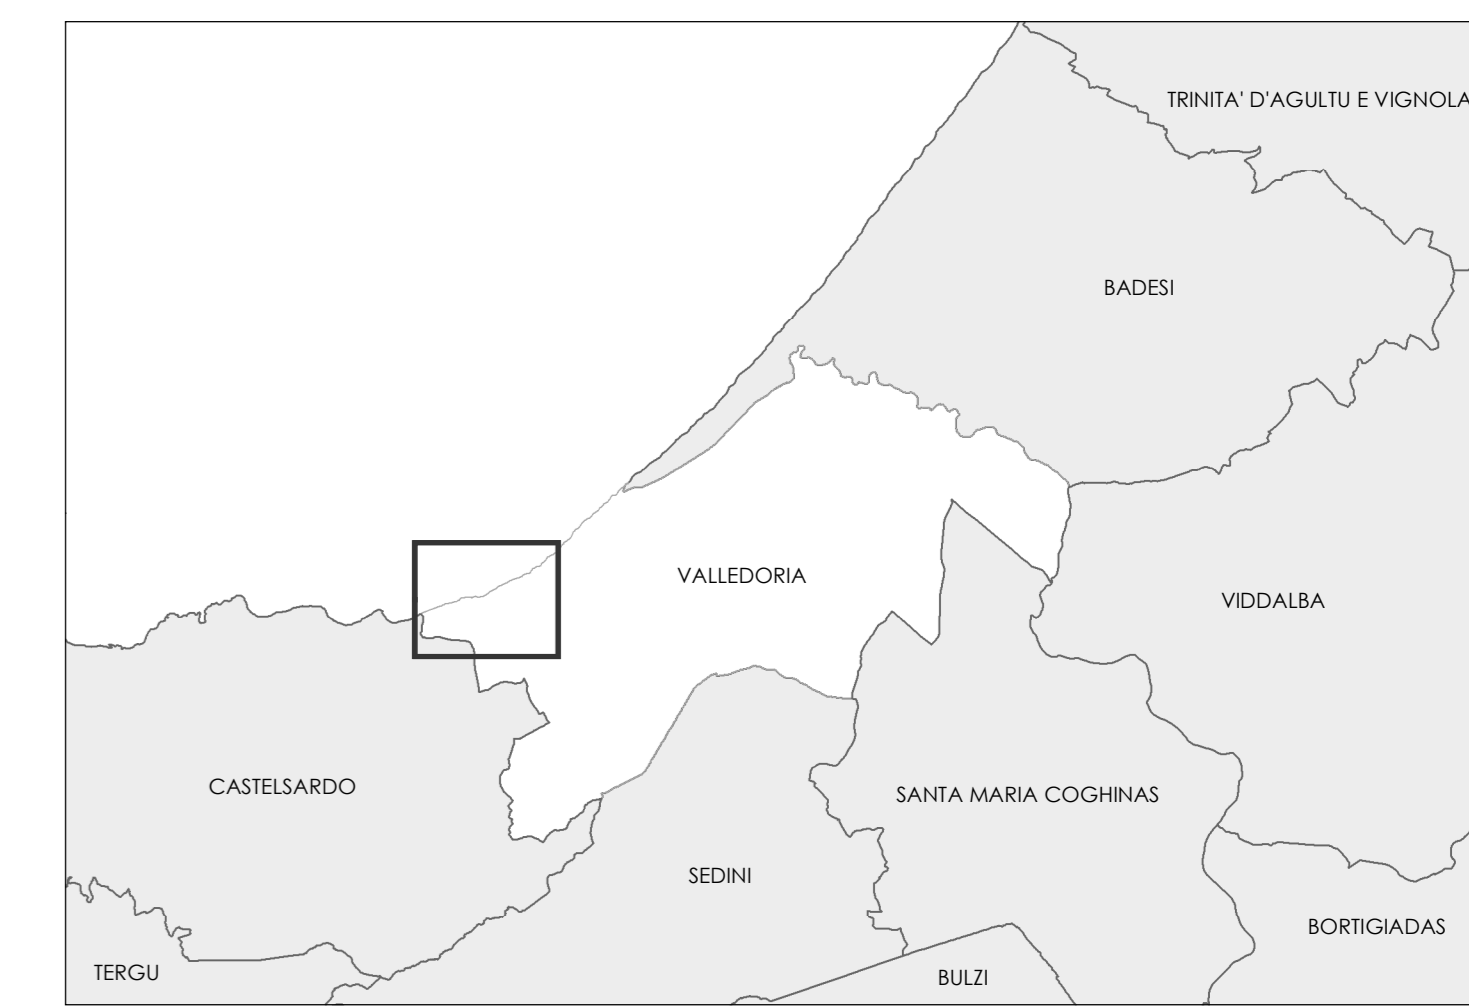 TRINITA' D'AGULTU E VIGNOLA
BADESI
VALLEDORIA
VIDDALBA
CASTELSARDO
SANTA MARIA COGHINAS
SEDINI
BORTIGIADAS
TERGU
BULZI